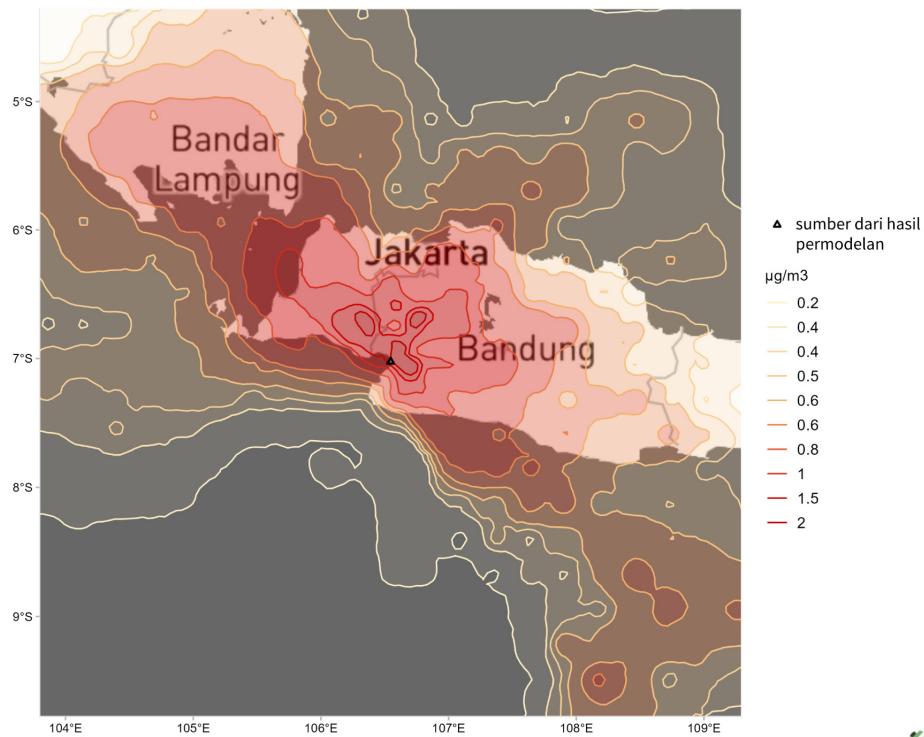 5°S
Bandar
Lampung
6°S
Jakarta
7°S
Bandung
8°S
9°S
104°E
105°E
106°E
107°E
108°E
109°E
sumber dari hasil
permodelan
µg/m3
0.2
0.4
0.4
0.5
0.6
0.6
0.8
1
1.5
2